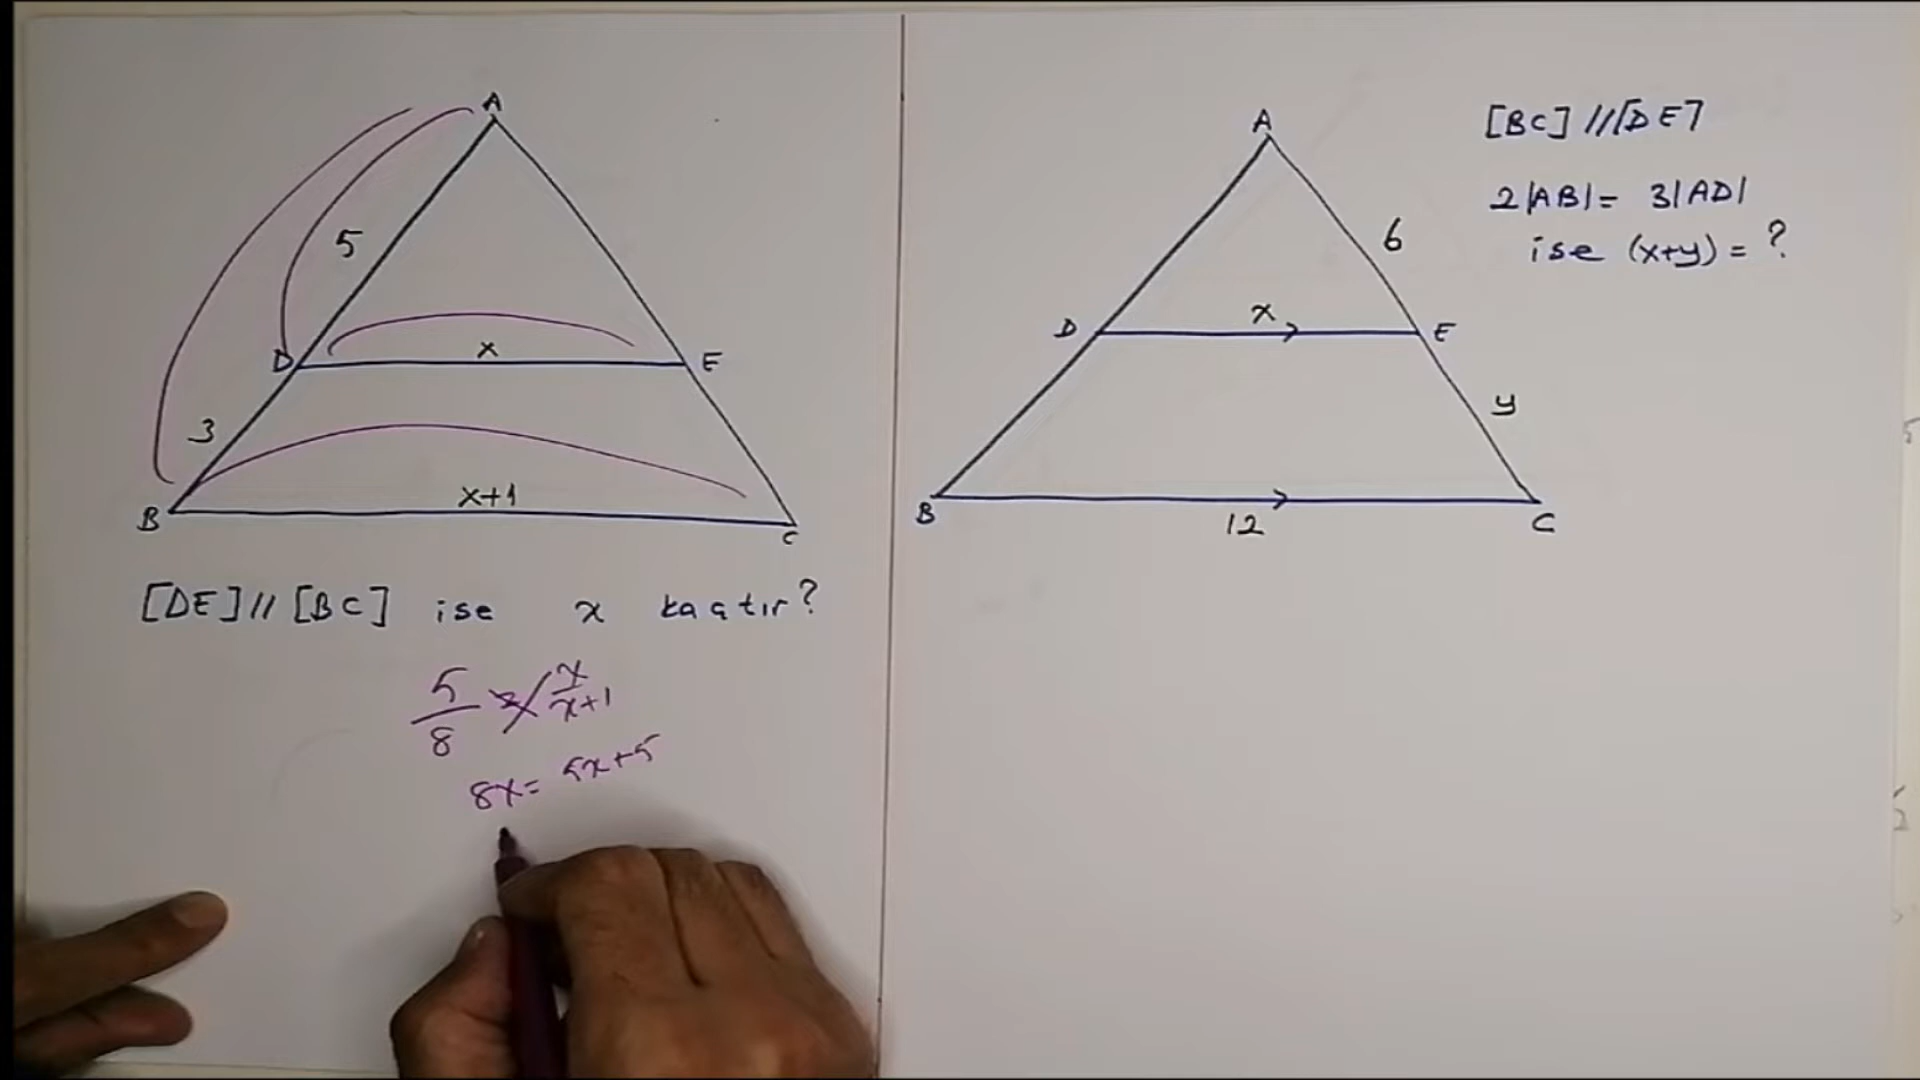 A
5
D
x
E
3
B
x+1
C
[DE]//[BC] ise x kaçtır?
5/8 = x/x+1
8x= 5x+5
A
[BC]//[DE]
2|AB|= 3|AD|
ise (x+y)= ?
6
D
x
E
y
B
12
C